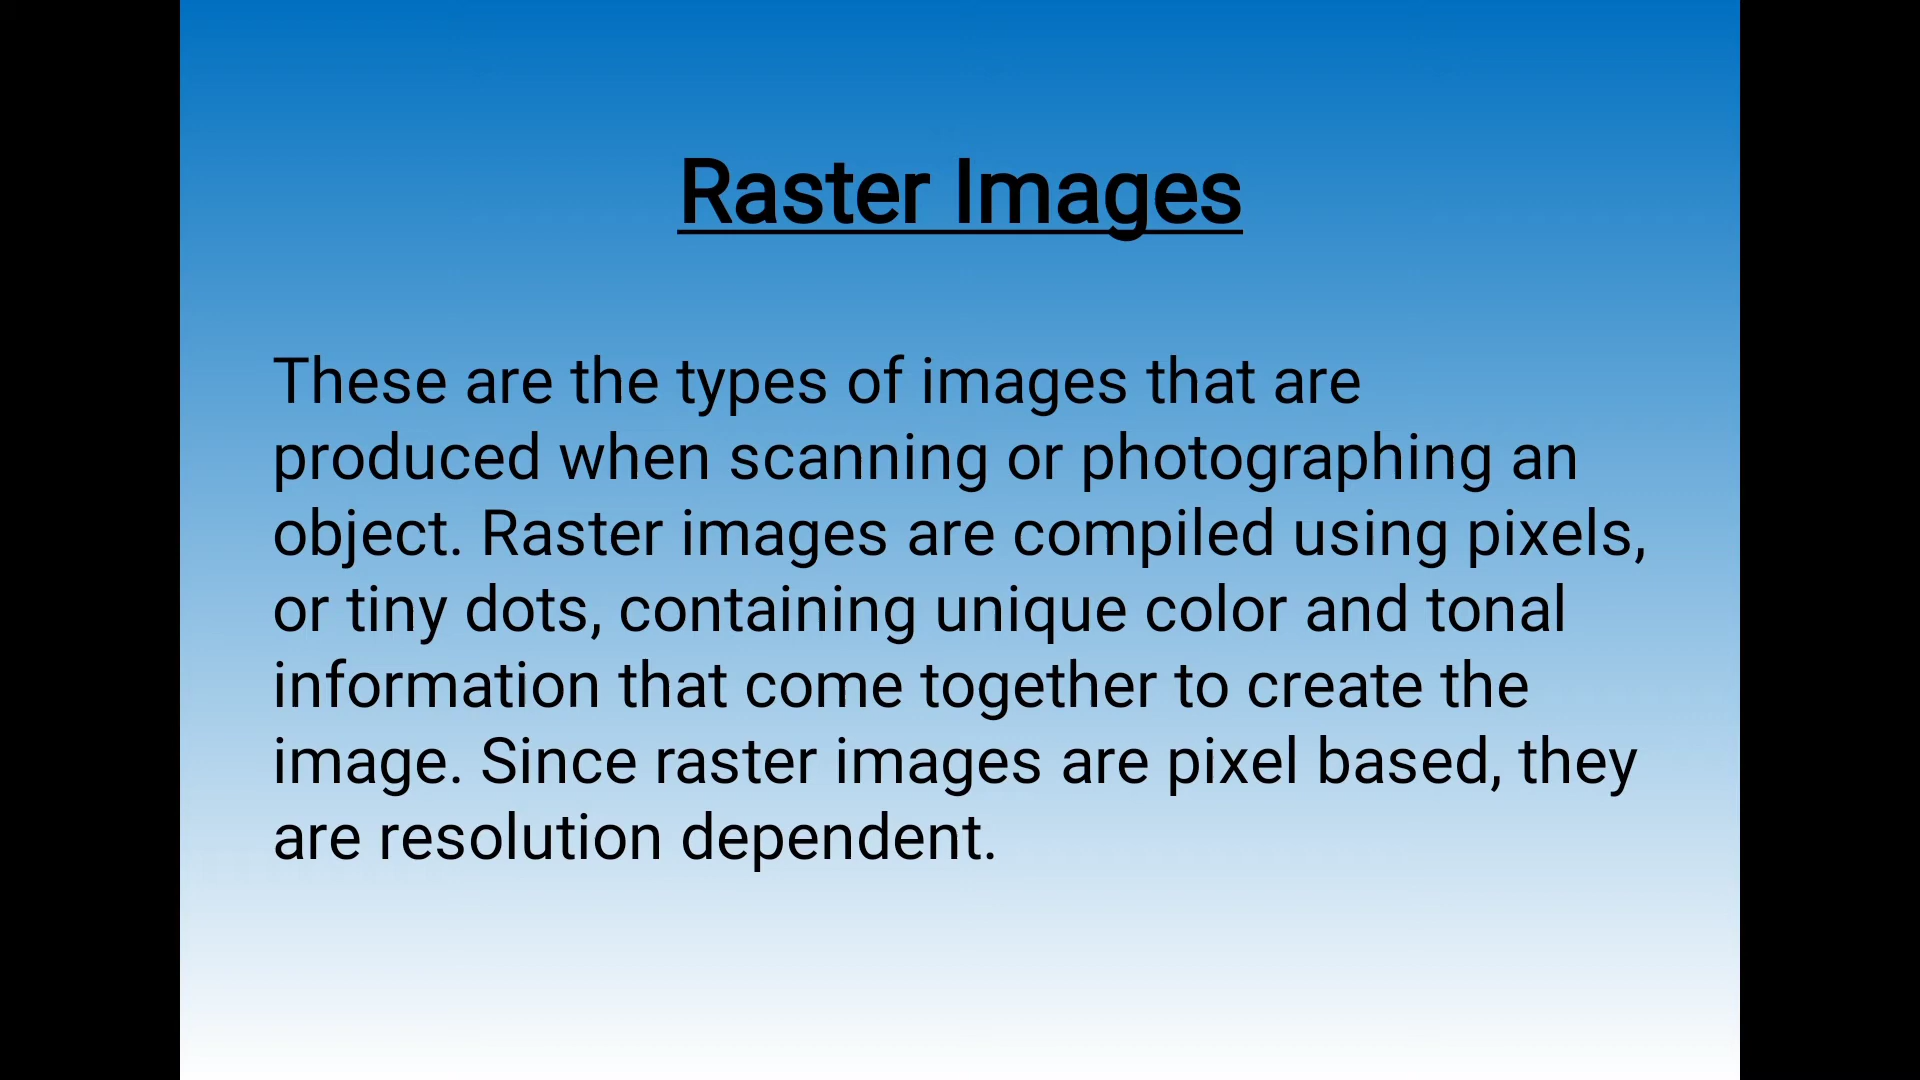 Raster Images
These are the types of images that are
produced when scanning or photographing an
object. Raster images are compiled using pixels,
or tiny dots, containing unique color and tonal
information that come together to create the
image. Since raster images are pixel based, they
are resolution dependent.